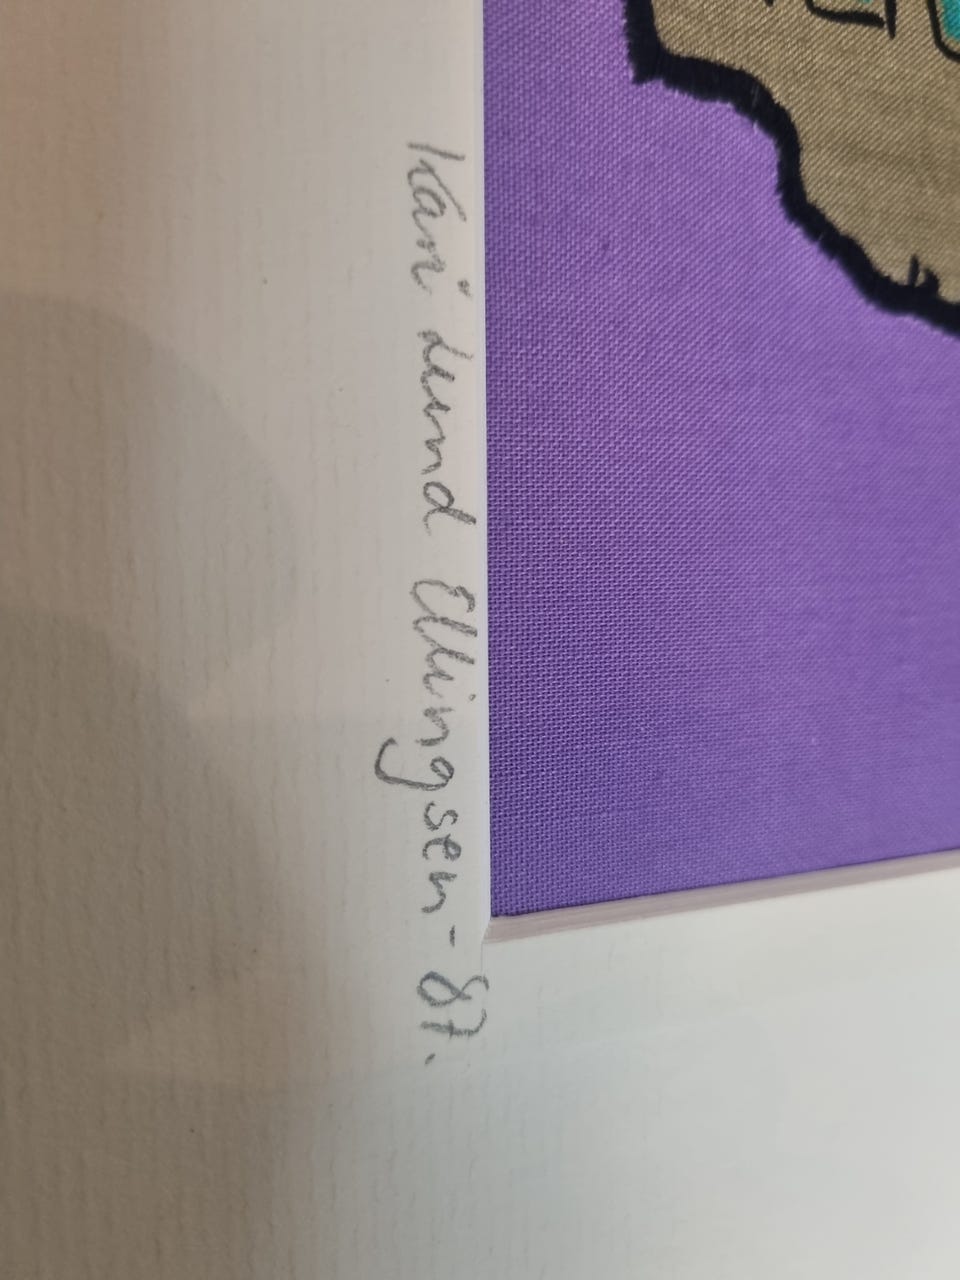 Kari Lund Ellingsen - 87.